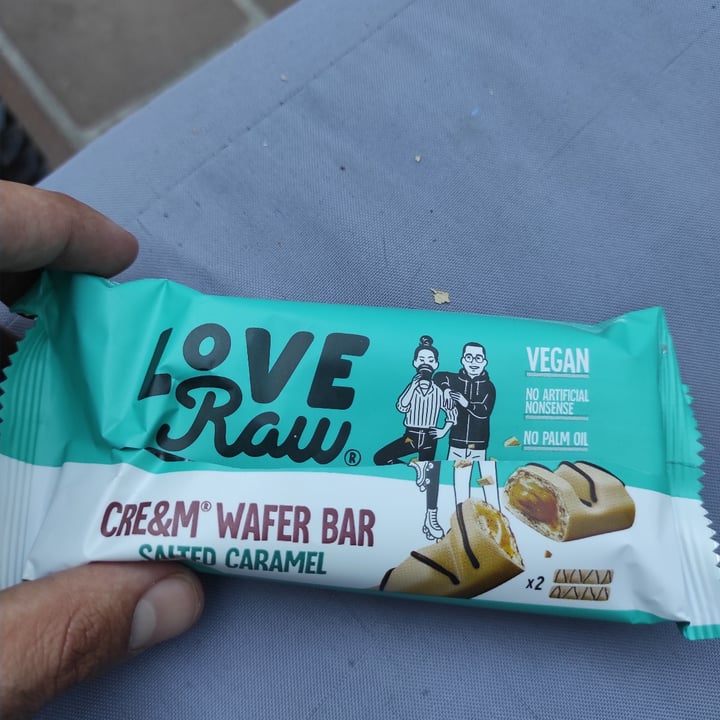 LOVE
Raw®
VEGAN
NO ARTIFICIAL
NONSENSE
NO PALM OIL
CRE&M® WAFER BAR
SALTED CARAMEL
x2